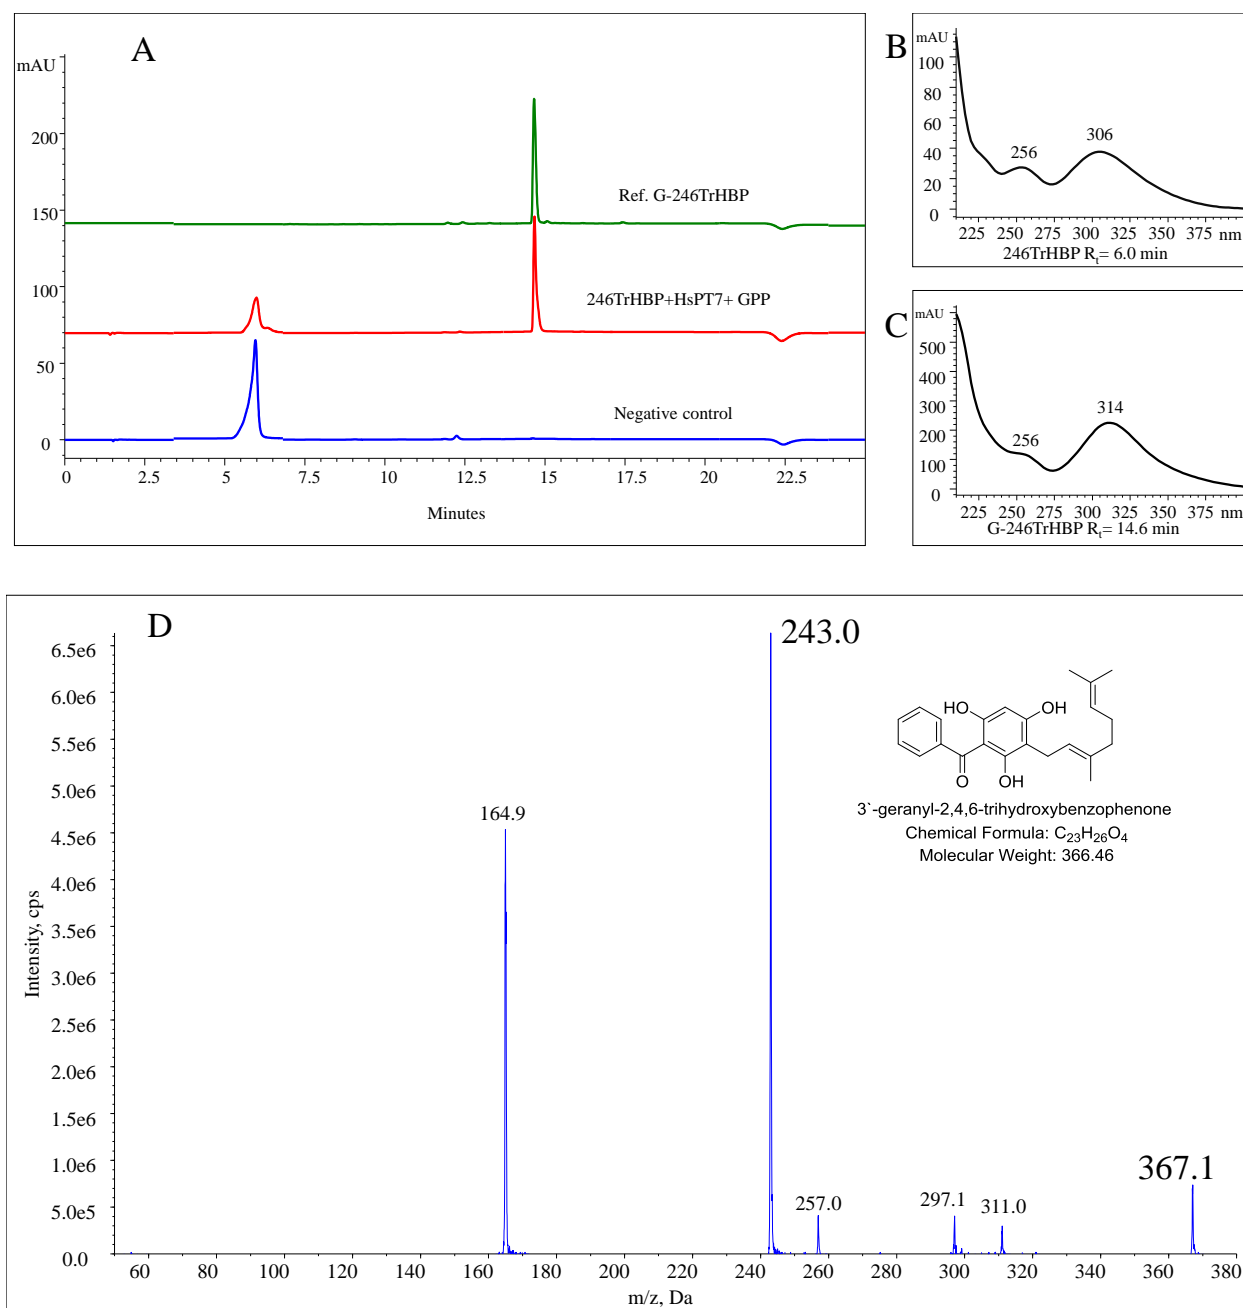 A
mAU
200
150
100
50
0
Ref. G-246TrHBP
246TrHBP+HsPT7+ GPP
Negative control
0 2.5 5 7.5 10 12.5 15 17.5 20 22.5
Minutes
B
mAU
100
80
60
40
20
0
256
306
225 250 275 300 325 350 375 nm
246TrHBP Rt= 6.0 min
C
mAU
500
400
300
200
100
0
256
314
225 250 275 300 325 350 375 nm
G-246TrHBP Rt= 14.6 min
D
Intensity, cps
6.5e6
6.0e6
5.5e6
5.0e6
4.5e6
4.0e6
3.5e6
3.0e6
2.5e6
2.0e6
1.5e6
1.0e6
5.0e5
0.0
164.9
243.0
257.0
297.1
311.0
367.1
HO
OH
O
OH
3`-geranyl-2,4,6-trihydroxybenzophenone
Chemical Formula: C23H26O4
Molecular Weight: 366.46
60 80 100 120 140 160 180 200 220 240 260 280 300 320 340 360 380
m/z, Da